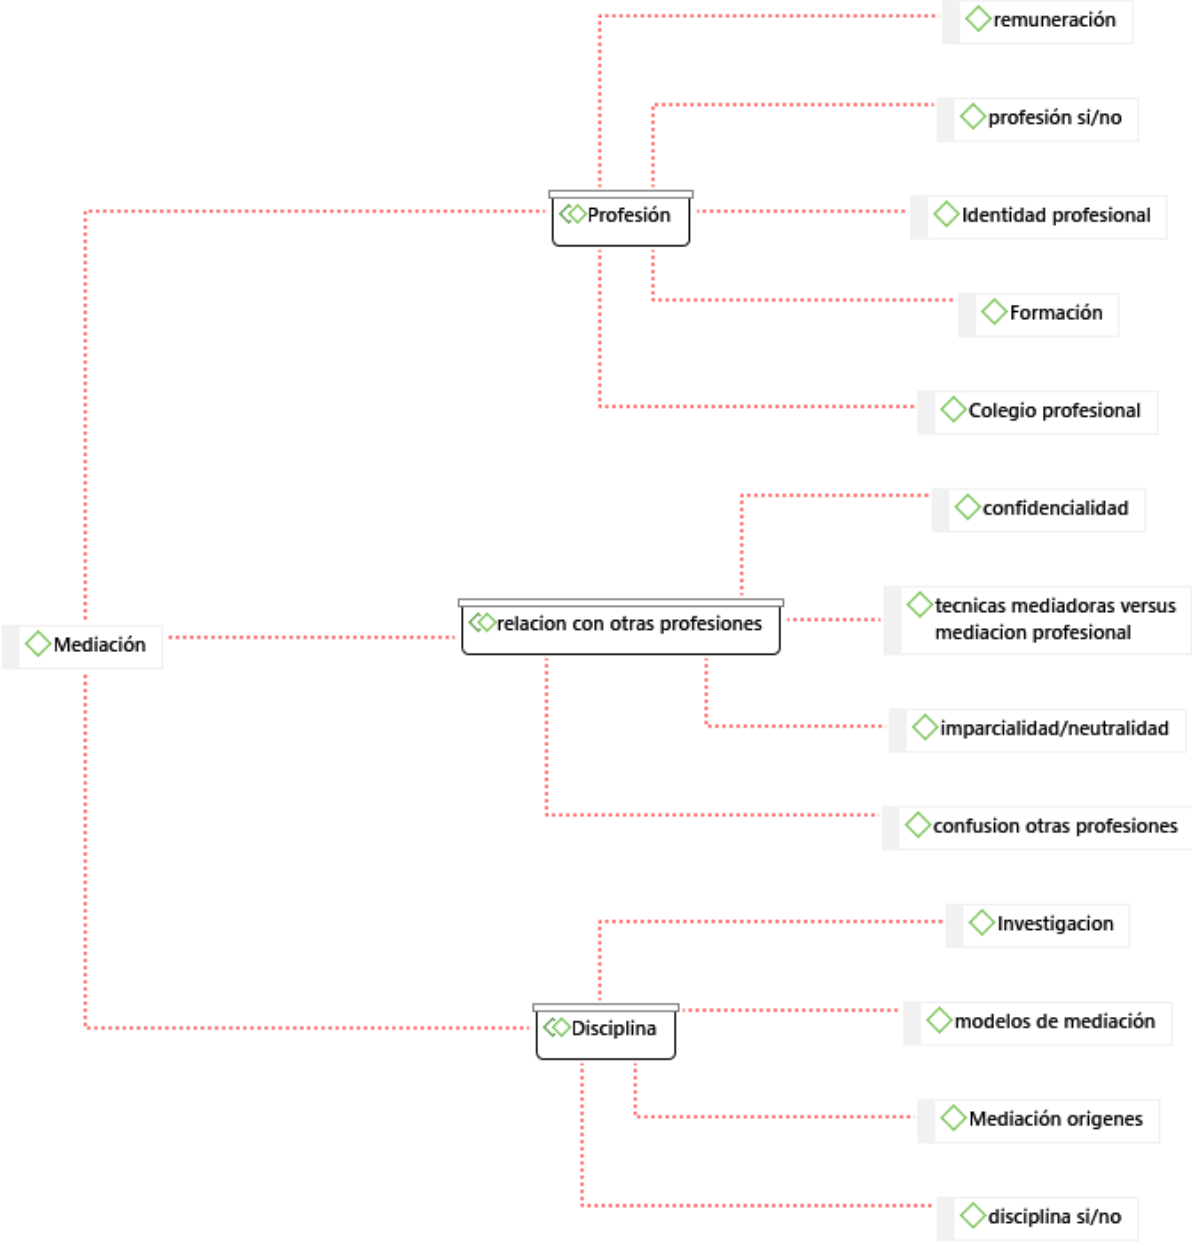 remuneración
profesión si/no
Profesión
Identidad profesional
Formación
Colegio profesional
confidencialidad
relacion con otras profesiones
tecnicas mediadoras versus
mediacion profesional
Mediación
imparcialidad/neutralidad
confusion otras profesiones
Investigacion
Disciplina
modelos de mediación
Mediación origenes
disciplina si/no